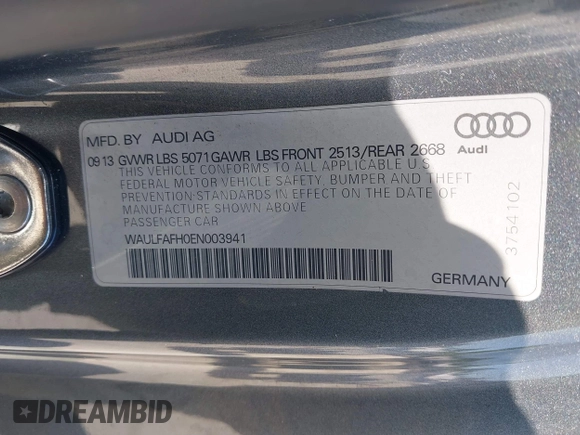 MFD. BY AUDI AG
Audi
09 13 GVWR LBS 5071 GAWR LBS FRONT 2513/REAR 2668
THIS VEHICLE CONFORMS TO ALL APPLICABLE U S
FEDERAL MOTOR VEHICLE SAFETY, BUMPER AND THEFT
PREVENTION STANDARDS IN EFFECT ON THE DATE OF
MANUFACTURE SHOWN ABOVE
PASSENGER CAR
WAULFAFH0EN003941
3754102
GERMANY
DREAMBID